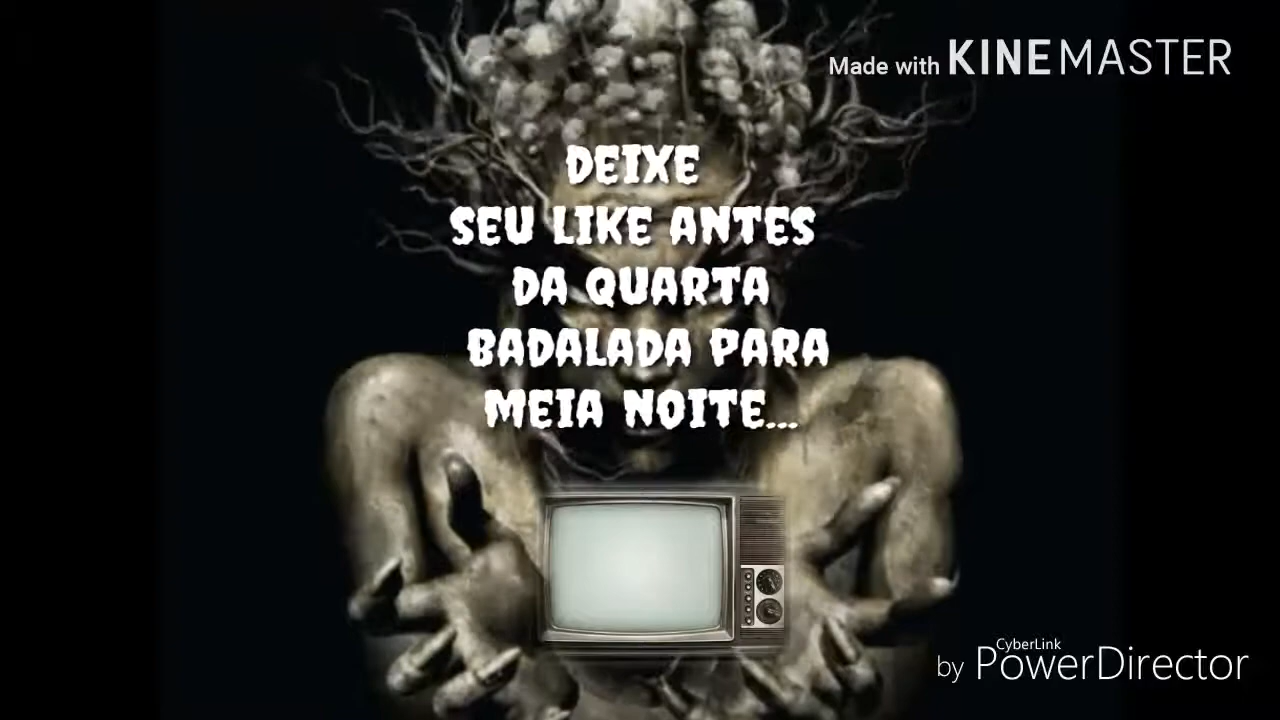 Made with KINEMASTER
DEIXE
SEU LIKE ANTES
DA QUARTA
BADALADA PARA
MEIA NOITE...
CyberLink
by PowerDirector